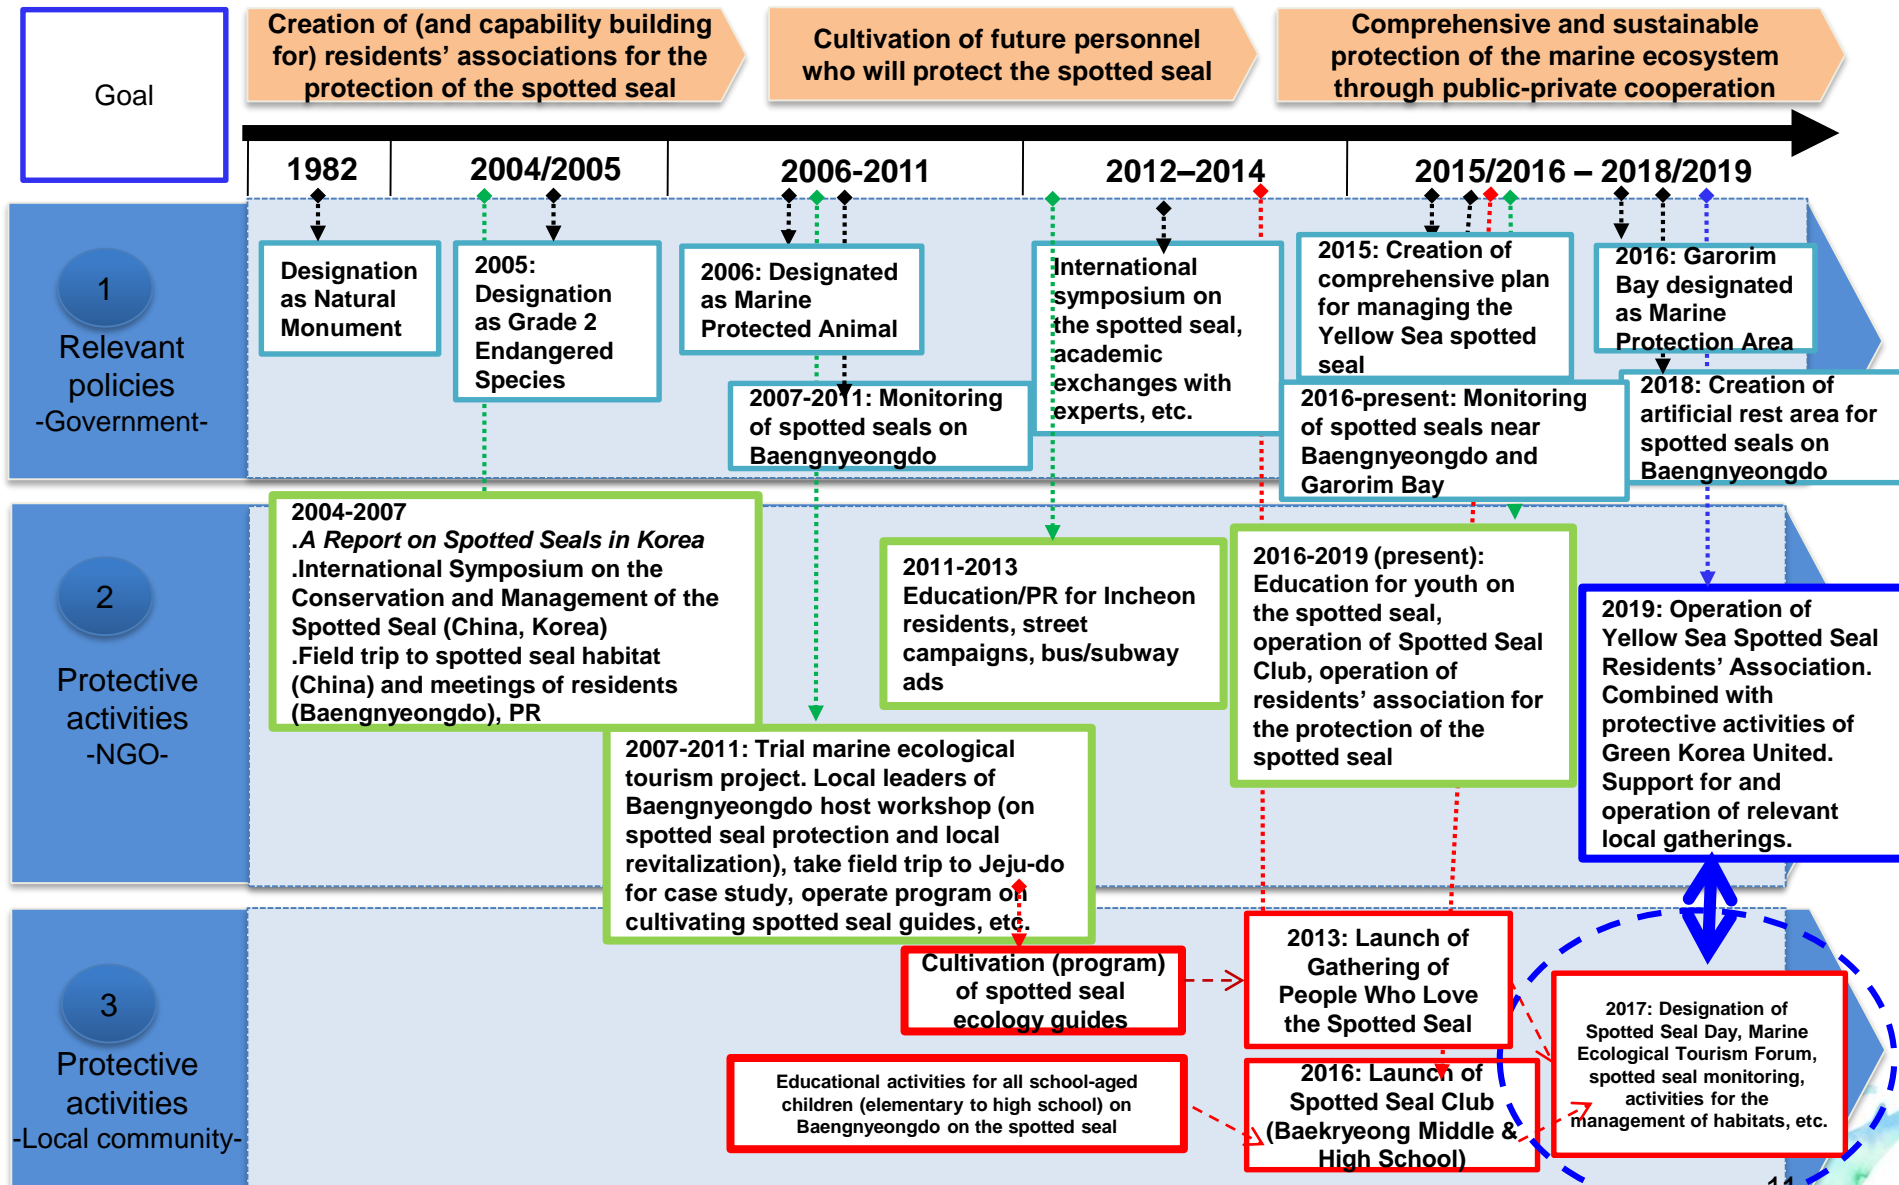 Goal
Creation of (and capability building
for) residents’ associations for the
protection of the spotted seal
Cultivation of future personnel
who will protect the spotted seal
Comprehensive and sustainable
protection of the marine ecosystem
through public-private cooperation
1982
2004/2005
2006-2011
2012–2014
2015/2016 – 2018/2019
1
Relevant
policies
-Government-
Designation
as Natural
Monument
2005:
Designation
as Grade 2
Endangered
Species
2006: Designated
as Marine
Protected Animal
2007-2011: Monitoring
of spotted seals on
Baengnyeongdo
International
symposium on
the spotted seal,
academic
exchanges with
experts, etc.
2015: Creation of
comprehensive plan
for managing the
Yellow Sea spotted
seal
2016-present: Monitoring
of spotted seals near
Baengnyeongdo and
Garorim Bay
2016: Garorim
Bay designated
as Marine
Protection Area
2018: Creation of
artificial rest area for
spotted seals on
Baengnyeongdo
2
Protective
activities
-NGO-
2004-2007
.A Report on Spotted Seals in Korea
.International Symposium on the
Conservation and Management of the
Spotted Seal (China, Korea)
.Field trip to spotted seal habitat
(China) and meetings of residents
(Baengnyeongdo), PR
2007-2011: Trial marine ecological
tourism project. Local leaders of
Baengnyeongdo host workshop (on
spotted seal protection and local
revitalization), take field trip to Jeju-do
for case study, operate program on
cultivating spotted seal guides, etc.
2011-2013
Education/PR for Incheon
residents, street
campaigns, bus/subway
ads
2016-2019 (present):
Education for youth on
the spotted seal,
operation of Spotted Seal
Club, operation of
residents’ association for
the protection of the
spotted seal
2019: Operation of
Yellow Sea Spotted Seal
Residents’ Association.
Combined with
protective activities of
Green Korea United.
Support for and
operation of relevant
local gatherings.
3
Protective
activities
-Local community-
Cultivation (program)
of spotted seal
ecology guides
Educational activities for all school-aged
children (elementary to high school) on
Baengnyeongdo on the spotted seal
2013: Launch of
Gathering of
People Who Love
the Spotted Seal
2016: Launch of
Spotted Seal Club
(Baekryeong Middle &
High School)
2017: Designation of
Spotted Seal Day, Marine
Ecological Tourism Forum,
spotted seal monitoring,
activities for the
management of habitats, etc.
11